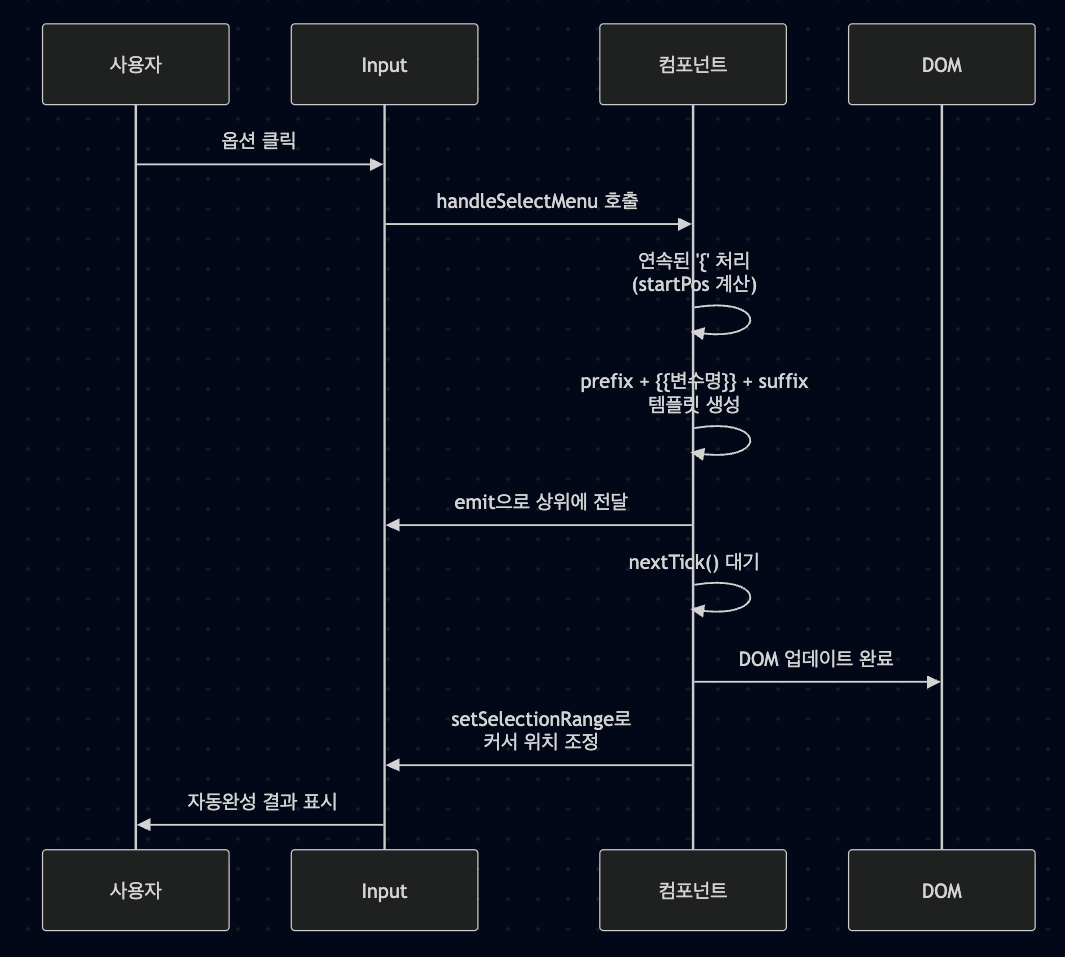 사용자
Input
컴포넌트
DOM
옵션 클릭
handleSelectMenu 호출
연속된 '{' 처리
(startPos 계산)
prefix + {{변수명}} + suffix
템플릿 생성
emit으로 상위에 전달
nextTick() 대기
DOM 업데이트 완료
setSelectionRange로
커서 위치 조정
자동완성 결과 표시
사용자
Input
컴포넌트
DOM